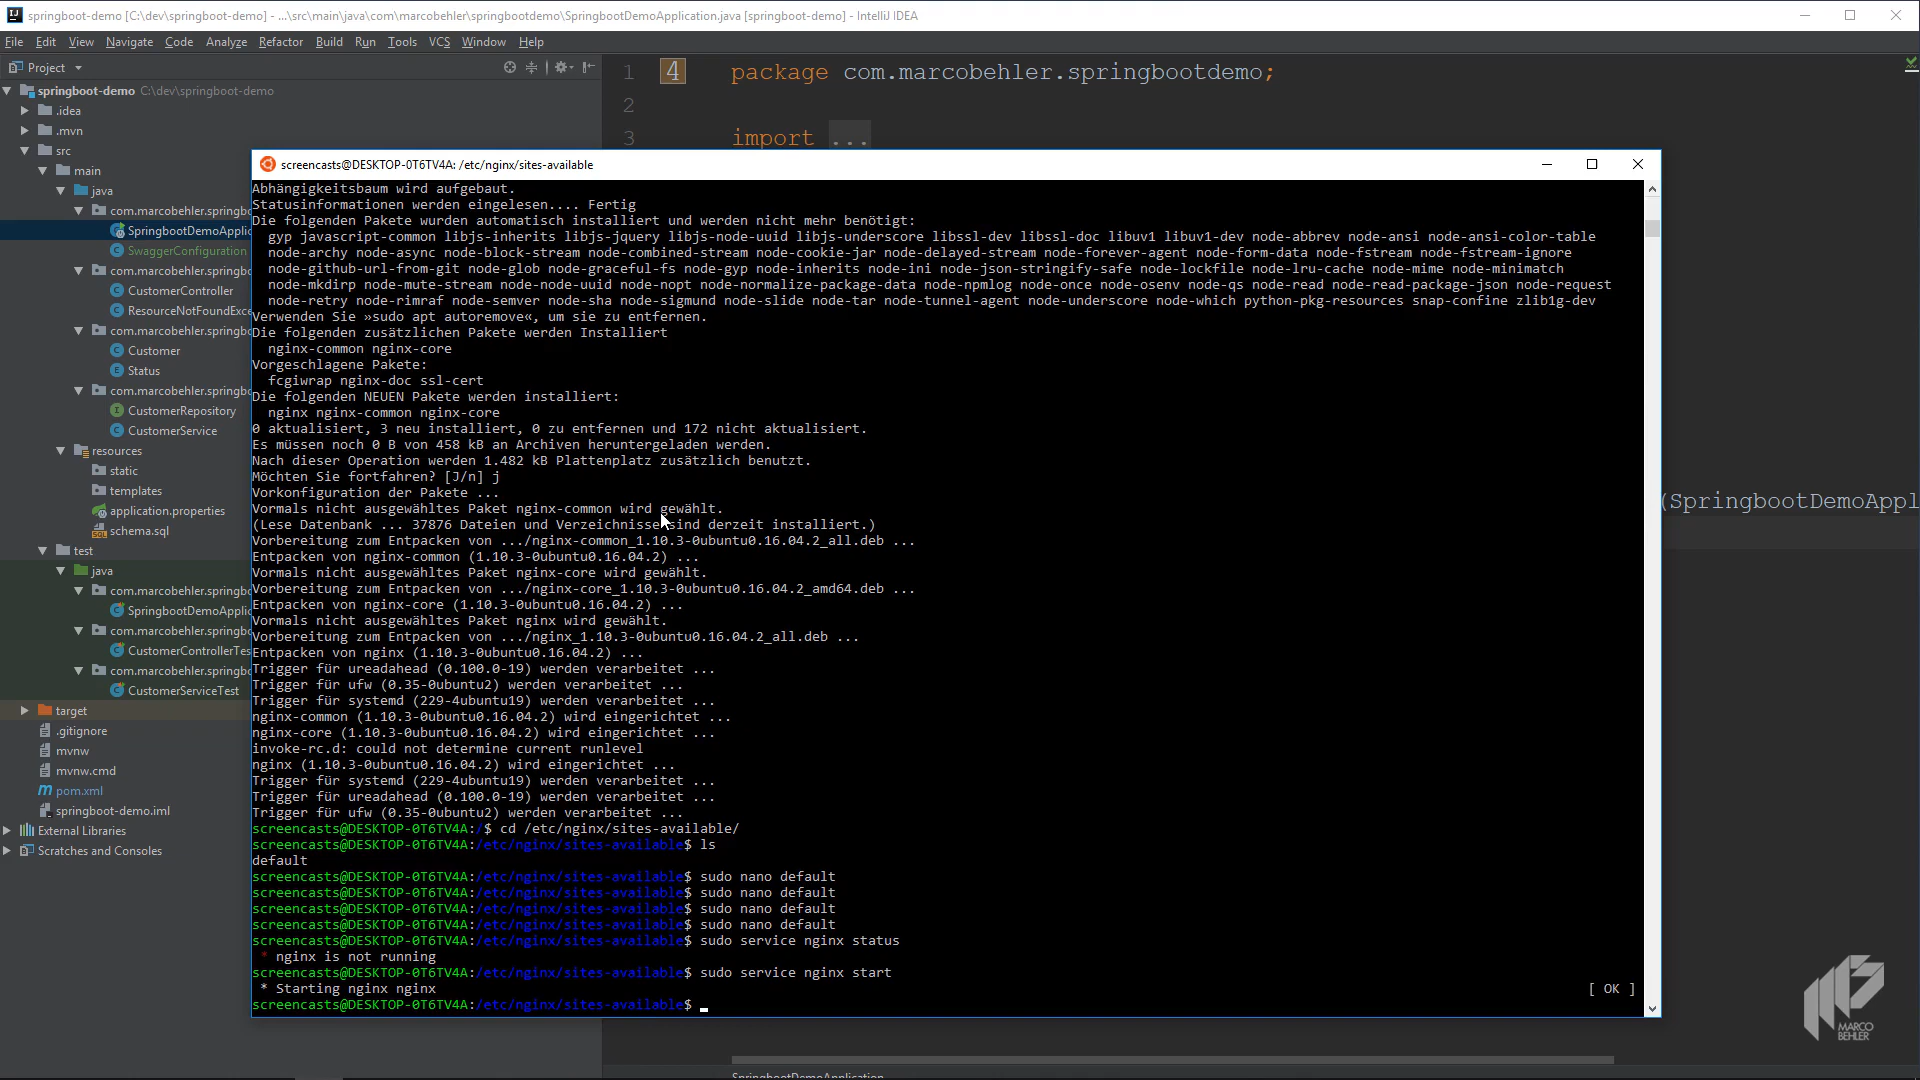 springboot-demo [C:\dev\springboot-demo] - ...\src\main\java\com\marcobehler\springbootdemo\SpringbootDemoApplication.java [springboot-demo] - IntelliJ IDEA
File Edit View Navigate Code Analyze Refactor Build Run Tools VCS Window Help
Project
springboot-demo C:\dev\springboot-demo
.idea
.mvn
src
main
java
com.marcobehler.springbo
SpringbootDemoApplic
SwaggerConfiguration
com.marcobehler.springbo
CustomerController
ResourceNotFoundExce
com.marcobehler.springbo
Customer
Status
com.marcobehler.springbo
CustomerRepository
CustomerService
resources
static
templates
application.properties
schema.sql
test
java
com.marcobehler.springbo
SpringbootDemoApplic
com.marcobehler.springbo
CustomerControllerTes
com.marcobehler.springbo
CustomerServiceTest
target
.gitignore
mvnw
mvnw.cmd
pom.xml
springboot-demo.iml
External Libraries
Scratches and Consoles
1 4 package com.marcobehler.springbootdemo;
2
3 import ...
(SpringbootDemoAppl
screencasts@DESKTOP-0T6TV4A: /etc/nginx/sites-available
Abhängigkeitsbaum wird aufgebaut.
Statusinformationen werden eingelesen.... Fertig
Die folgenden Pakete wurden automatisch installiert und werden nicht mehr benötigt:
gyp javascript-common libjs-inherits libjs-jquery libjs-node-uuid libjs-underscore libssl-dev libssl-doc libuv1 libuv1-dev node-abbrev node-ansi node-ansi-color-table
node-archy node-async node-block-stream node-combined-stream node-cookie-jar node-delayed-stream node-forever-agent node-form-data node-fstream node-fstream-ignore
node-github-url-from-git node-glob node-graceful-fs node-gyp node-inherits node-ini node-json-stringify-safe node-lockfile node-lru-cache node-mime node-minimatch
node-mkdirp node-mute-stream node-node-uuid node-nopt node-normalize-package-data node-npmlog node-once node-osenv node-qs node-read node-read-package-json node-request
node-retry node-rimraf node-semver node-sha node-sigmund node-slide node-tar node-tunnel-agent node-underscore node-which python-pkg-resources snap-confine zlib1g-dev
Verwenden Sie »sudo apt autoremove«, um sie zu entfernen.
Die folgenden zusätzlichen Pakete werden Installiert
nginx-common nginx-core
Vorgeschlagene Pakete:
fcgiwrap nginx-doc ssl-cert
Die folgenden NEUEN Pakete werden installiert:
nginx nginx-common nginx-core
0 aktualisiert, 3 neu installiert, 0 zu entfernen und 172 nicht aktualisiert.
Es müssen noch 0 B von 458 kB an Archiven heruntergeladen werden.
Nach dieser Operation werden 1.482 kB Plattenplatz zusätzlich benutzt.
Möchten Sie fortfahren? [J/n] j
Vorkonfiguration der Pakete ...
Vormals nicht ausgewähltes Paket nginx-common wird gewählt.
(Lese Datenbank ... 37876 Dateien und Verzeichnisse sind derzeit installiert.)
Vorbereitung zum Entpacken von .../nginx-common_1.10.3-0ubuntu0.16.04.2_all.deb ...
Entpacken von nginx-common (1.10.3-0ubuntu0.16.04.2) ...
Vormals nicht ausgewähltes Paket nginx-core wird gewählt.
Vorbereitung zum Entpacken von .../nginx-core_1.10.3-0ubuntu0.16.04.2_amd64.deb ...
Entpacken von nginx-core (1.10.3-0ubuntu0.16.04.2) ...
Vormals nicht ausgewähltes Paket nginx wird gewählt.
Vorbereitung zum Entpacken von .../nginx_1.10.3-0ubuntu0.16.04.2_all.deb ...
Entpacken von nginx (1.10.3-0ubuntu0.16.04.2) ...
Trigger für ureadahead (0.100.0-19) werden verarbeitet ...
Trigger für ufw (0.35-0ubuntu2) werden verarbeitet ...
Trigger für systemd (229-4ubuntu19) werden verarbeitet ...
nginx-common (1.10.3-0ubuntu0.16.04.2) wird eingerichtet ...
nginx-core (1.10.3-0ubuntu0.16.04.2) wird eingerichtet ...
invoke-rc.d: could not determine current runlevel
nginx (1.10.3-0ubuntu0.16.04.2) wird eingerichtet ...
Trigger für systemd (229-4ubuntu19) werden verarbeitet ...
Trigger für ureadahead (0.100.0-19) werden verarbeitet ...
Trigger für ufw (0.35-0ubuntu2) werden verarbeitet ...
screencasts@DESKTOP-0T6TV4A:/$ cd /etc/nginx/sites-available/
screencasts@DESKTOP-0T6TV4A:/etc/nginx/sites-available$ ls
default
screencasts@DESKTOP-0T6TV4A:/etc/nginx/sites-available$ sudo nano default
screencasts@DESKTOP-0T6TV4A:/etc/nginx/sites-available$ sudo nano default
screencasts@DESKTOP-0T6TV4A:/etc/nginx/sites-available$ sudo nano default
screencasts@DESKTOP-0T6TV4A:/etc/nginx/sites-available$ sudo nano default
screencasts@DESKTOP-0T6TV4A:/etc/nginx/sites-available$ sudo service nginx status
* nginx is not running
screencasts@DESKTOP-0T6TV4A:/etc/nginx/sites-available$ sudo service nginx start
* Starting nginx nginx [ OK ]
screencasts@DESKTOP-0T6TV4A:/etc/nginx/sites-available$
MARCO
BEHLER
SpringbootDemoApplication